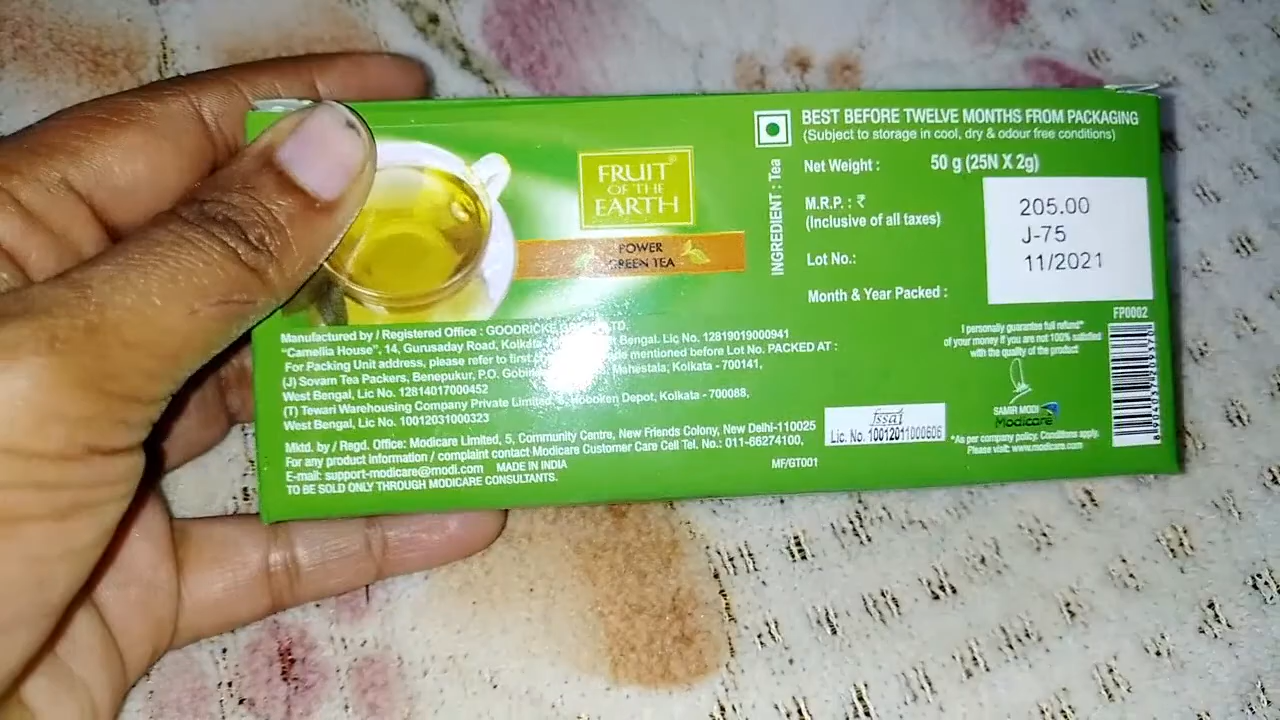 FRUIT®
OF THE
EARTH
POWER
GREEN TEA
INGREDIENT : Tea
BEST BEFORE TWELVE MONTHS FROM PACKAGING
(Subject to storage in cool, dry & odour free conditions)
Net Weight : 50 g (25N X 2g)
M.R.P. : ₹ 205.00
(Inclusive of all taxes)
Lot No.: J-75
Month & Year Packed : 11/2021
Manufactured by / Registered Office : GOODRICKE LTD.
"Camellia House", 14, Gurusaday Road, Kolkata Bengal. Lic No. 12819019000941
For Packing Unit address, please refer to first mentioned before Lot No. PACKED AT :
(J) Sovam Tea Packers, Benepukur, P.O. Mahestala, Kolkata - 700141,
West Bengal, Lic No. 12814017000452
(T) Tewari Warehousing Company Private Limited, Hoboken Depot, Kolkata - 700088,
West Bengal, Lic No. 10012031000323
Mktd. by / Regd. Office: Modicare Limited, 5, Community Centre, New Friends Colony, New Delhi-110025
For any product information / complaint contact Modicare Customer Care Cell Tel. No.: 011-66274100,
E-mail: support-modicare@modi.com MADE IN INDIA
TO BE SOLD ONLY THROUGH MODICARE CONSULTANTS.
MF/GT001
fssai
Lic. No. 10012011000606
FP0002
I personally guarantee full refund*
of your money if you are not 100% satisfied
with the quality of the product
SAMIR MODI
Modicare
*As per company policy, Conditions apply.
Please visit: www.modicare.com